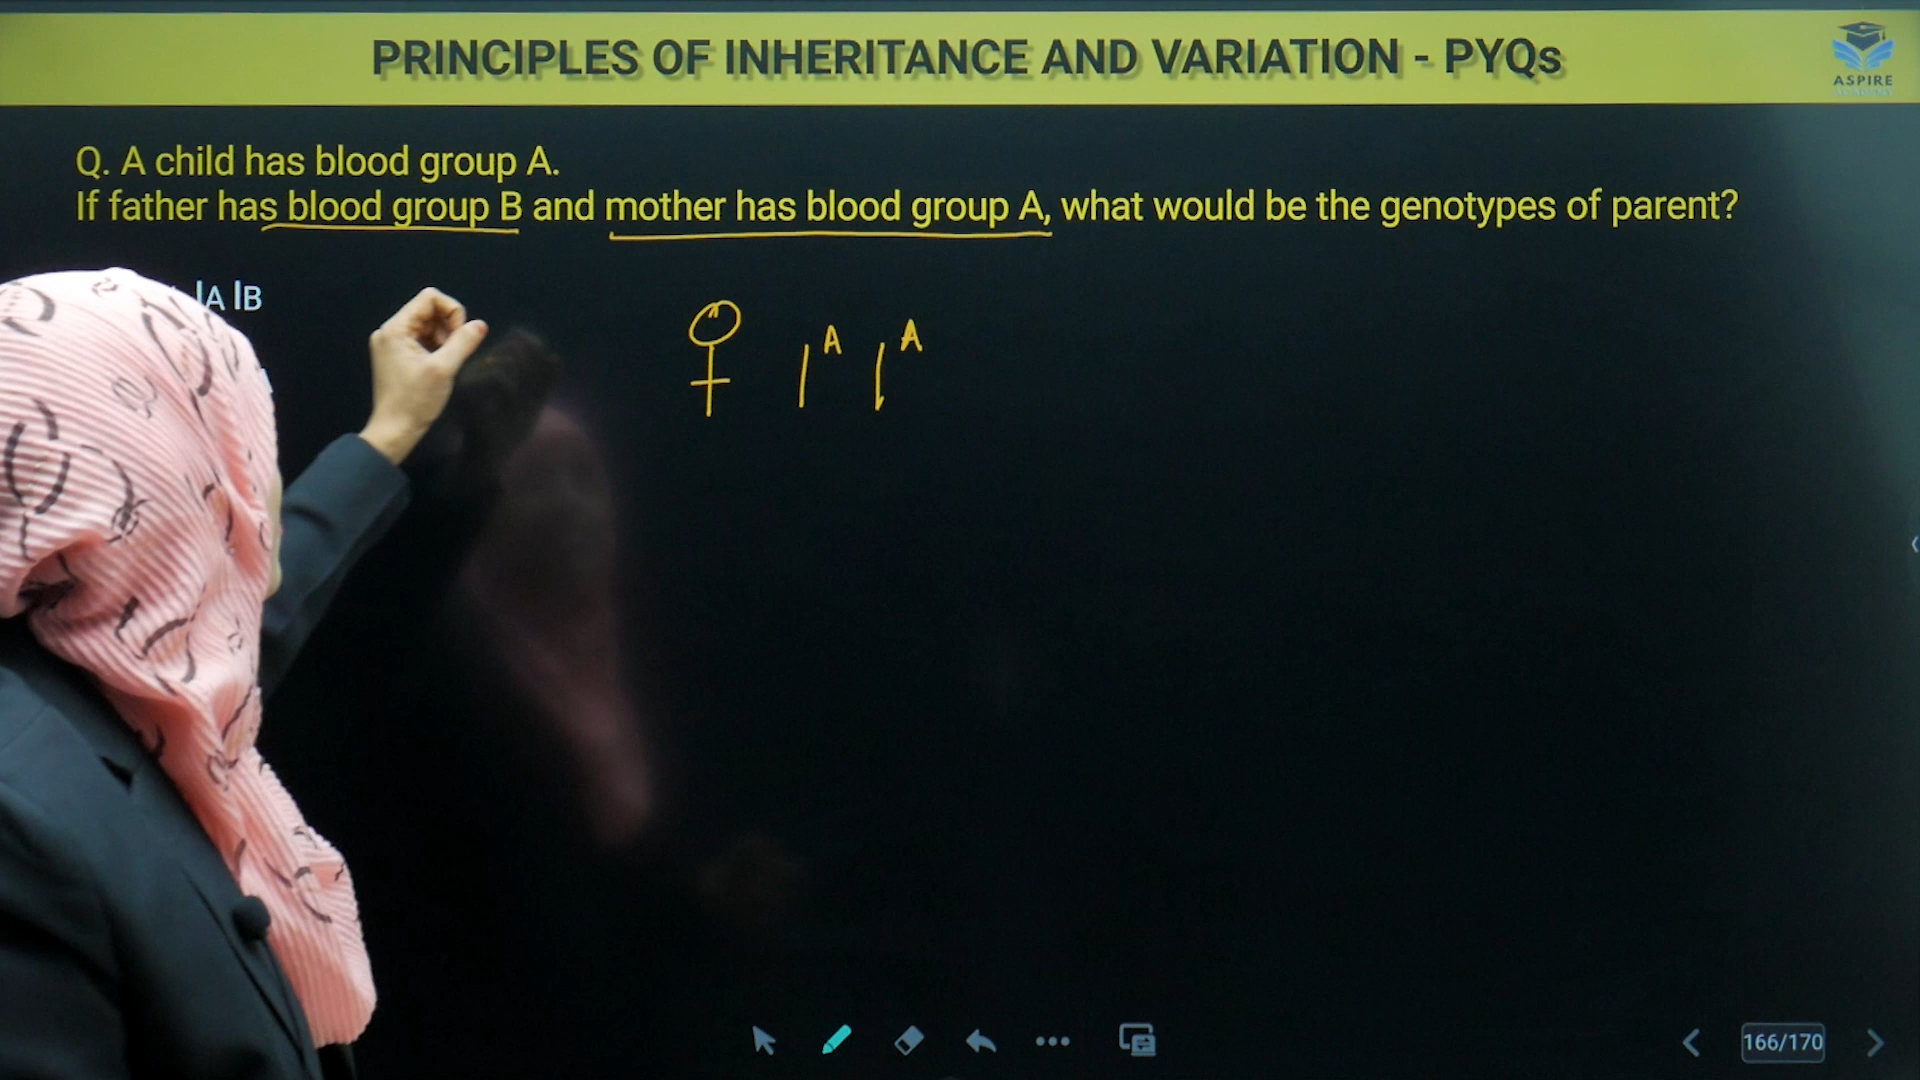 PRINCIPLES OF INHERITANCE AND VARIATION - PYQs
ASPIRE
Q. A child has blood group A.
If father has blood group B and mother has blood group A, what would be the genotypes of parent?
IA IB
I A I A
166/170